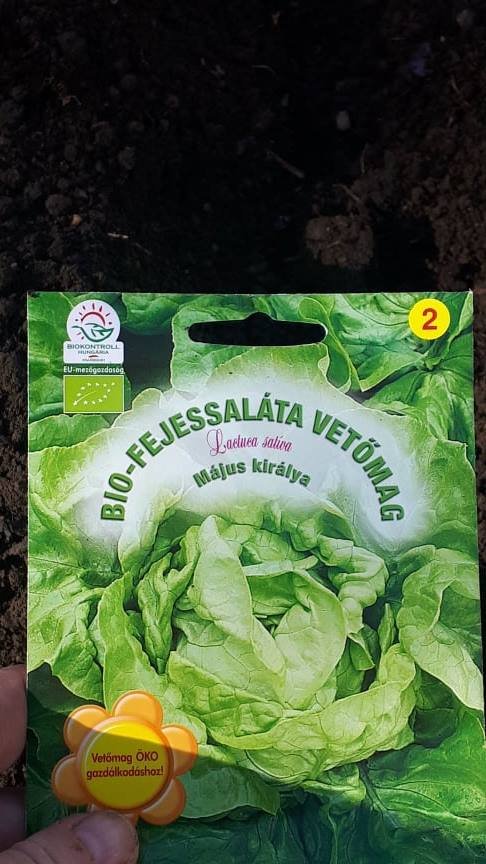 2
BIOKONTROLL
HUNGÁRIA
EU-mezőgazdaság
BIO-FEJESSALÁTA VETŐMAG
Lactuca sativa
Május királya
Vetőmag ÖKO
gazdálkodáshoz!